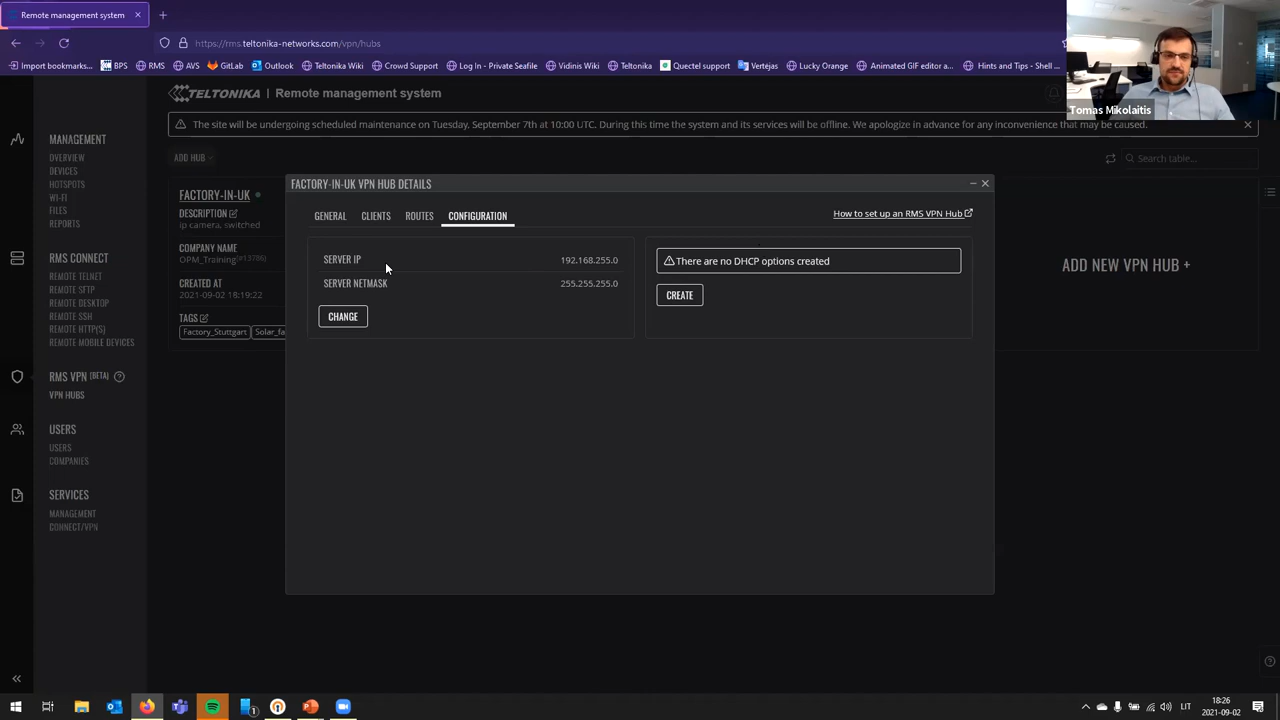 Remote management system
https://rms.teltonika-networks.com/vpn/hubs
Import bookmarks...
BPS
RMS
AVS
GitLab
Outlook
Teltonika Wiki
Crowd Support
Log In - Private Seafile
Vidinis Wiki
Teltonika
Quectel support
Vertėjas
Lucky Orange
Animated GIF editor a...
Hints and Tips - Shell ...
Tomas Mikolaitis
TELTONIKA
Remote management system
The site will be undergoing scheduled
September 7th at 10:00 UTC. During this time the system and its services will be offline. We apologize in advance for any inconvenience that may be caused.
MANAGEMENT
OVERVIEW
DEVICES
HOTSPOTS
WI-FI
FILES
REPORTS
RMS CONNECT
REMOTE TELNET
REMOTE SFTP
REMOTE DESKTOP
REMOTE SSH
REMOTE HTTP(S)
REMOTE MOBILE DEVICES
RMS VPN (BETA)
VPN HUBS
USERS
USERS
COMPANIES
SERVICES
MANAGEMENT
CONNECT/VPN
ADD HUB
Search table...
FACTORY-IN-UK
DESCRIPTION
ip camera, switched
COMPANY NAME
OPM_Training(#13786)
CREATED AT
2021-09-02 18:19:22
TAGS
Factory_Stuttgart
Solar_fa
FACTORY-IN-UK VPN HUB DETAILS
GENERAL
CLIENTS
ROUTES
CONFIGURATION
How to set up an RMS VPN Hub
SERVER IP
192.168.255.0
SERVER NETMASK
255.255.255.0
CHANGE
There are no DHCP options created
CREATE
ADD NEW VPN HUB +
LIT
18:26
2021-09-02